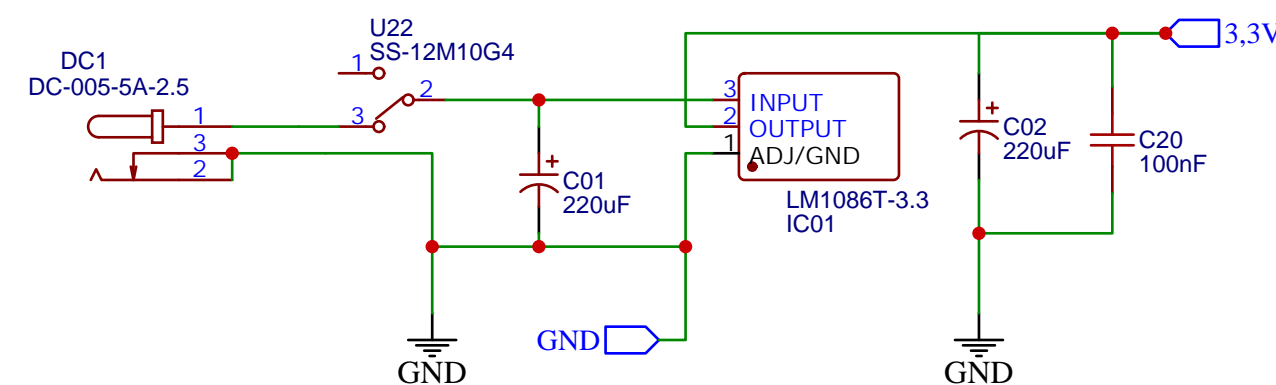 U22
SS-12M10G4
DC1
DC-005-5A-2.5
1
2
3
1
3
2
C01
220uF
3
2
1
INPUT
OUTPUT
ADJ/GND
LM1086T-3.3
IC01
3,3V
C02
220uF
C20
100nF
GND
GND
GND